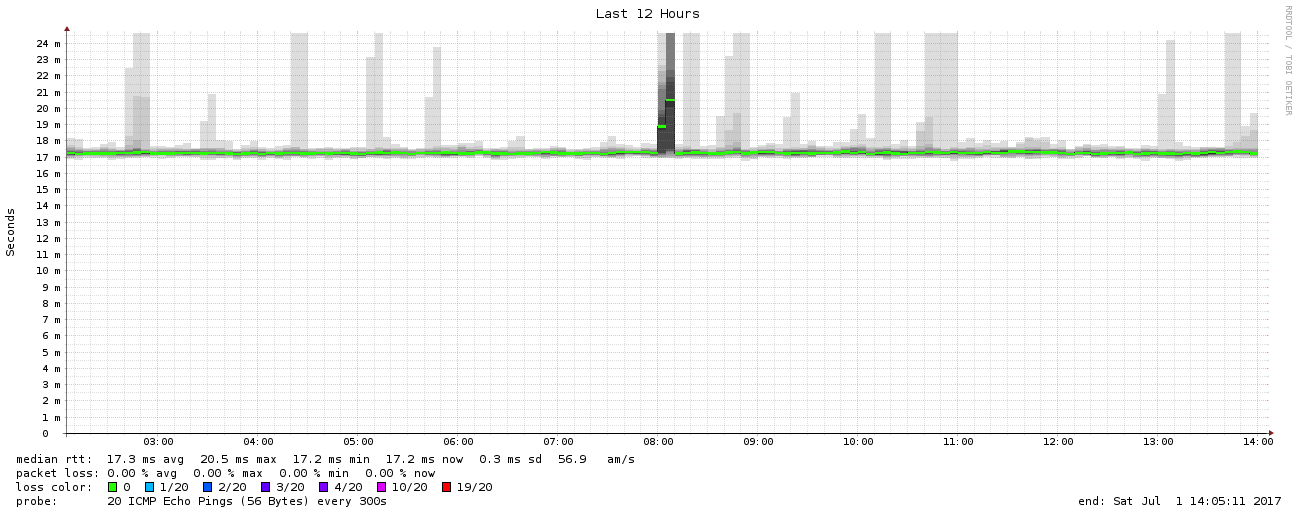 Last 12 Hours
RRDTOOL / TOBI OETIKER
24 m
23 m
22 m
21 m
20 m
19 m
18 m
17 m
16 m
15 m
14 m
13 m
12 m
11 m
10 m
9 m
8 m
7 m
6 m
5 m
4 m
3 m
2 m
1 m
0
Seconds
03:00 04:00 05:00 06:00 07:00 08:00 09:00 10:00 11:00 12:00 13:00 14:00
median rtt: 17.3 ms avg 20.5 ms max 17.2 ms min 17.2 ms now 0.3 ms sd 56.9 am/s
packet loss: 0.00 % avg 0.00 % max 0.00 % min 0.00 % now
loss color: 0 1/20 2/20 3/20 4/20 10/20 19/20
probe: 20 ICMP Echo Pings (56 Bytes) every 300s end: Sat Jul 1 14:05:11 2017